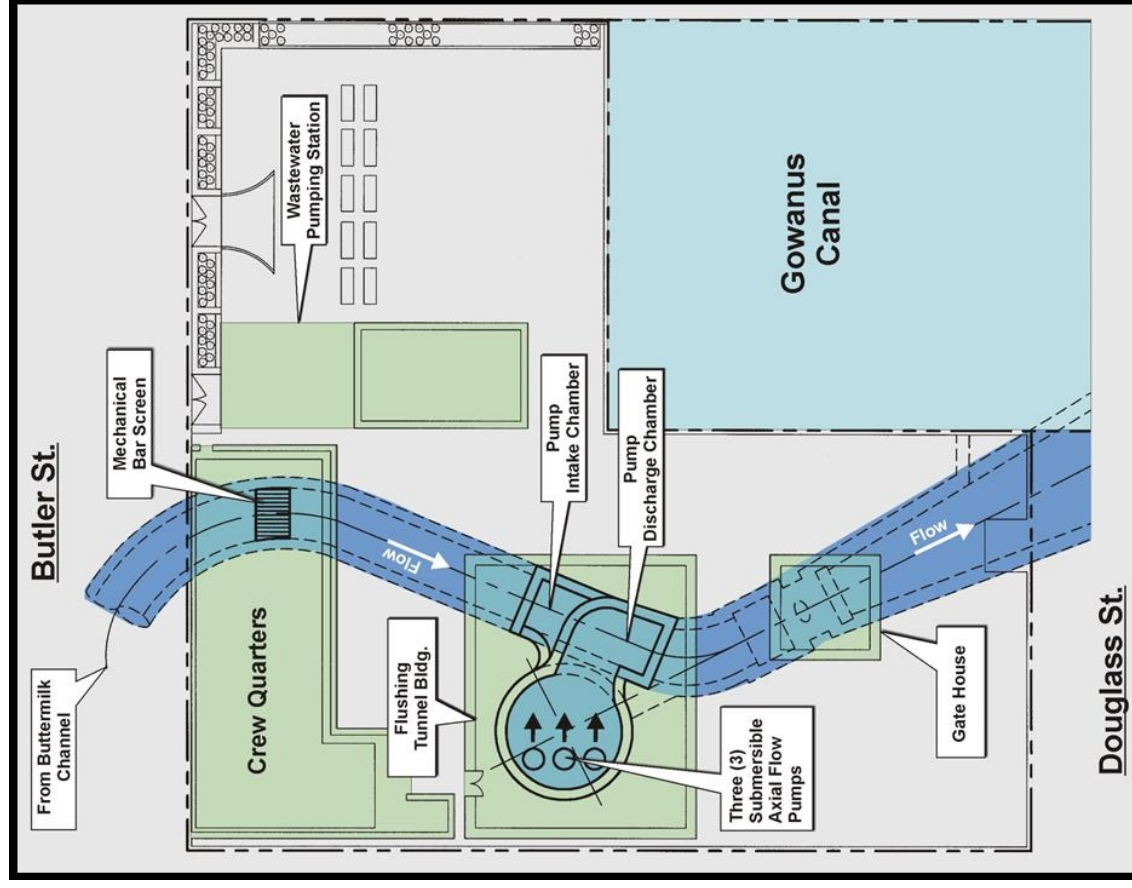 Butler St.
From Buttermilk
Channel
Mechanical
Bar Screen
Wastewater
Pumping Station
Crew Quarters
Flow
Pump
Intake Chamber
Pump
Discharge Chamber
Gowanus
Canal
Flushing
Tunnel Bldg.
Three (3)
Submersible
Axial Flow
Pumps
Flow
Gate House
Douglass St.